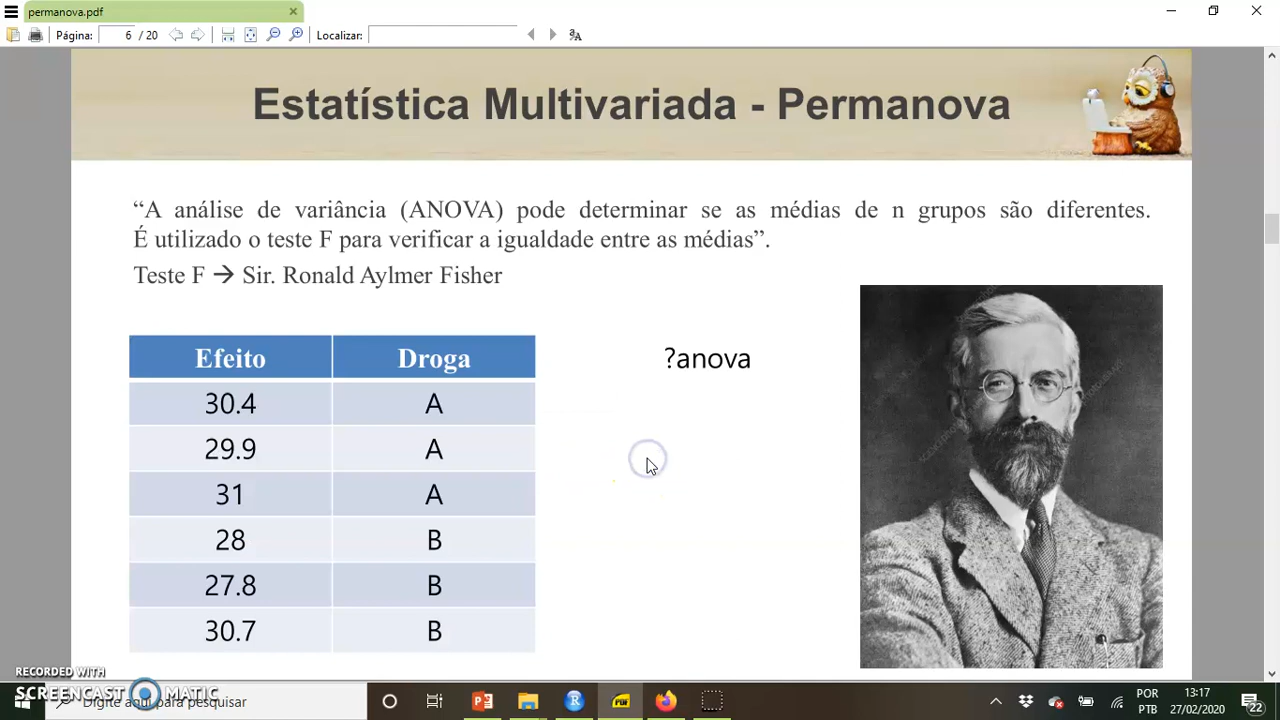 permanova.pdf
Página: 6 / 20 Localizar:
Estatística Multivariada - Permanova
“A análise de variância (ANOVA) pode determinar se as médias de n grupos são diferentes.
É utilizado o teste F para verificar a igualdade entre as médias”.
Teste F → Sir. Ronald Aylmer Fisher
Efeito Droga
?anova
30.4 A
29.9 A
31 A
28 B
27.8 B
30.7 B
RECORDED WITH
SCREENCAST MATIC
Digite aqui para pesquisar
POR
PTB
13:17
27/02/2020
22